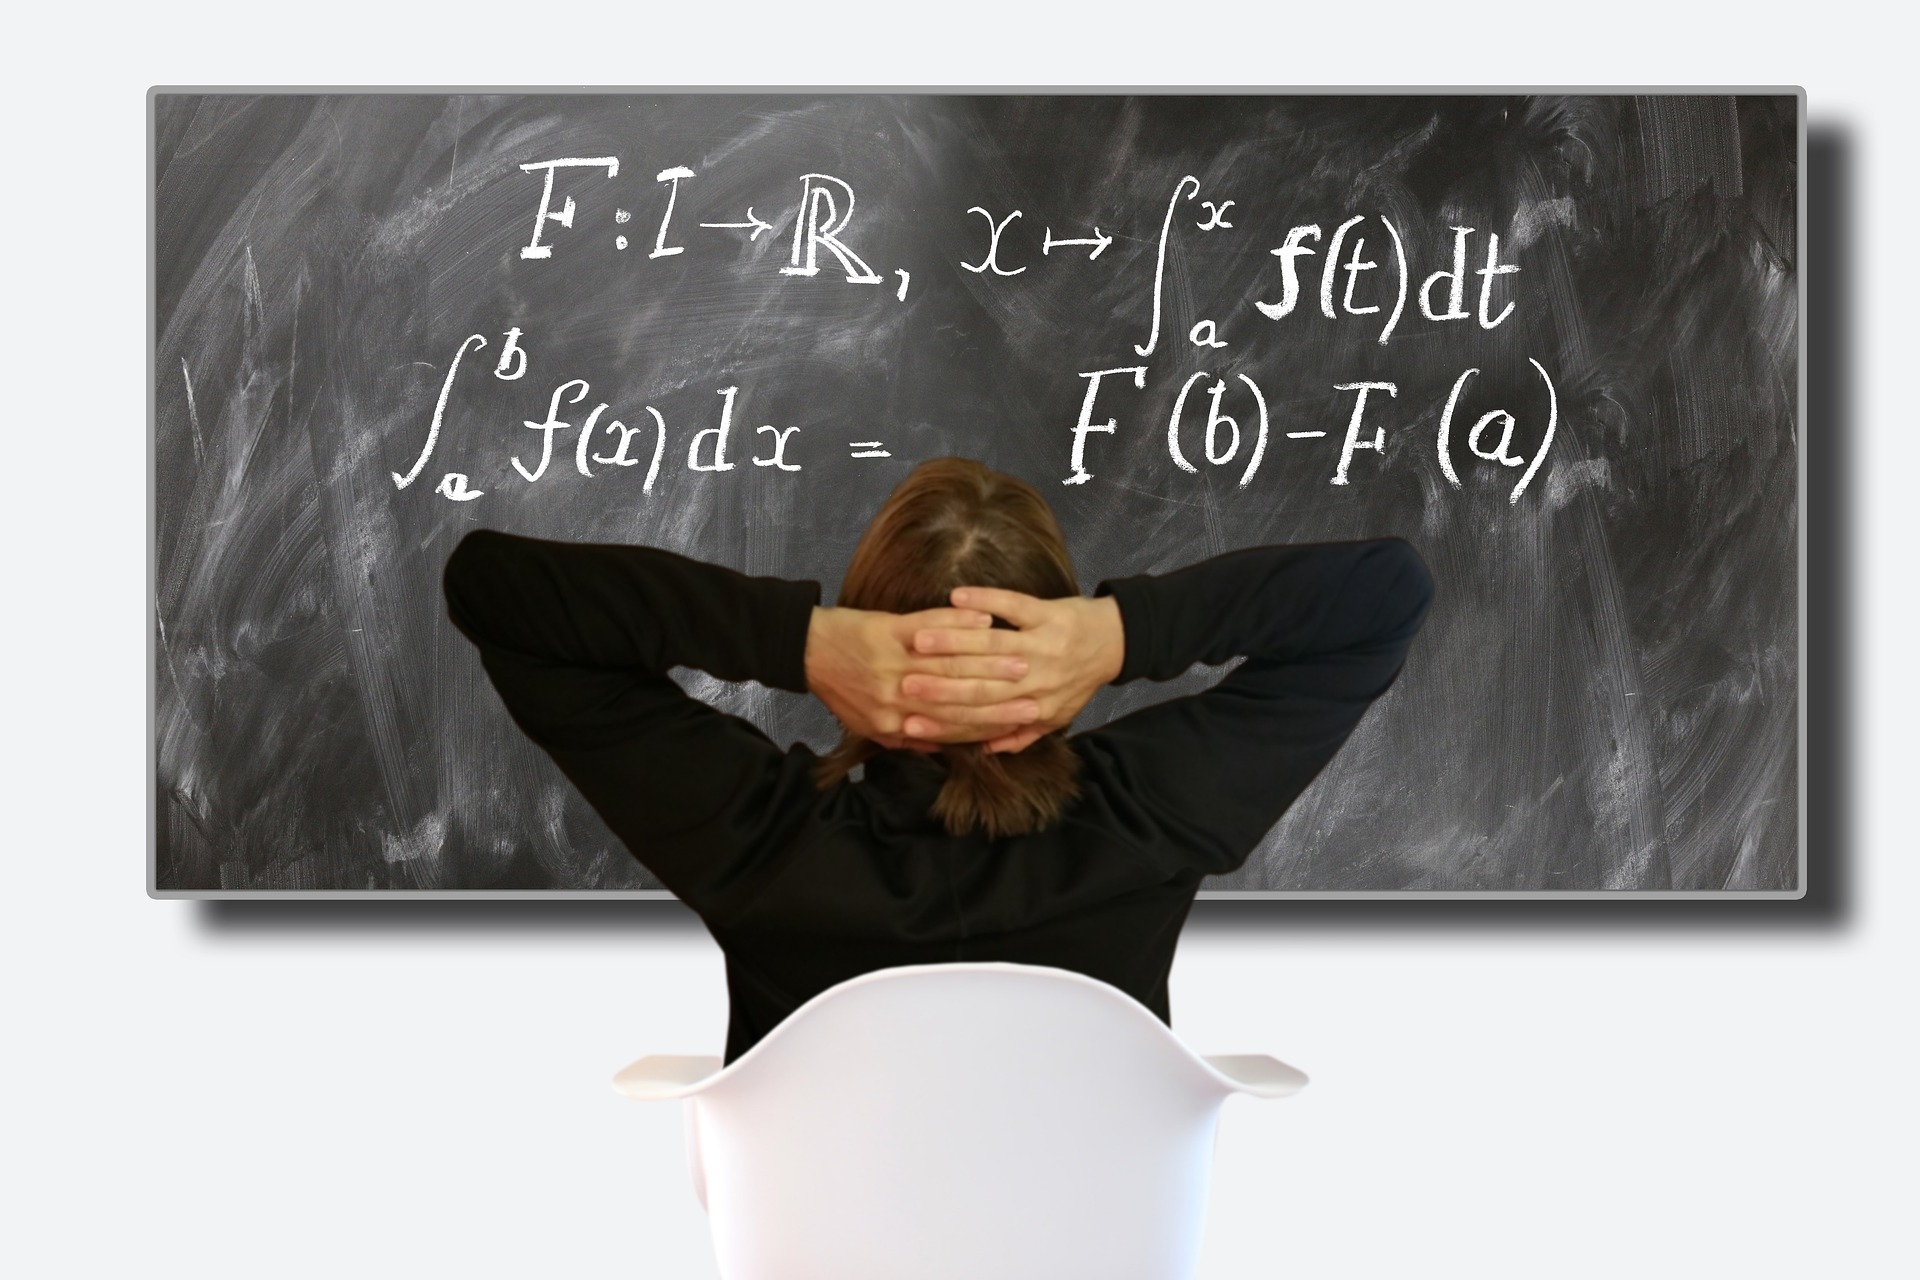 F : I → ℝ, x ↦ ∫ₐˣ f(t)dt
∫ₐᵇ f(x)dx = F(b) − F(a)